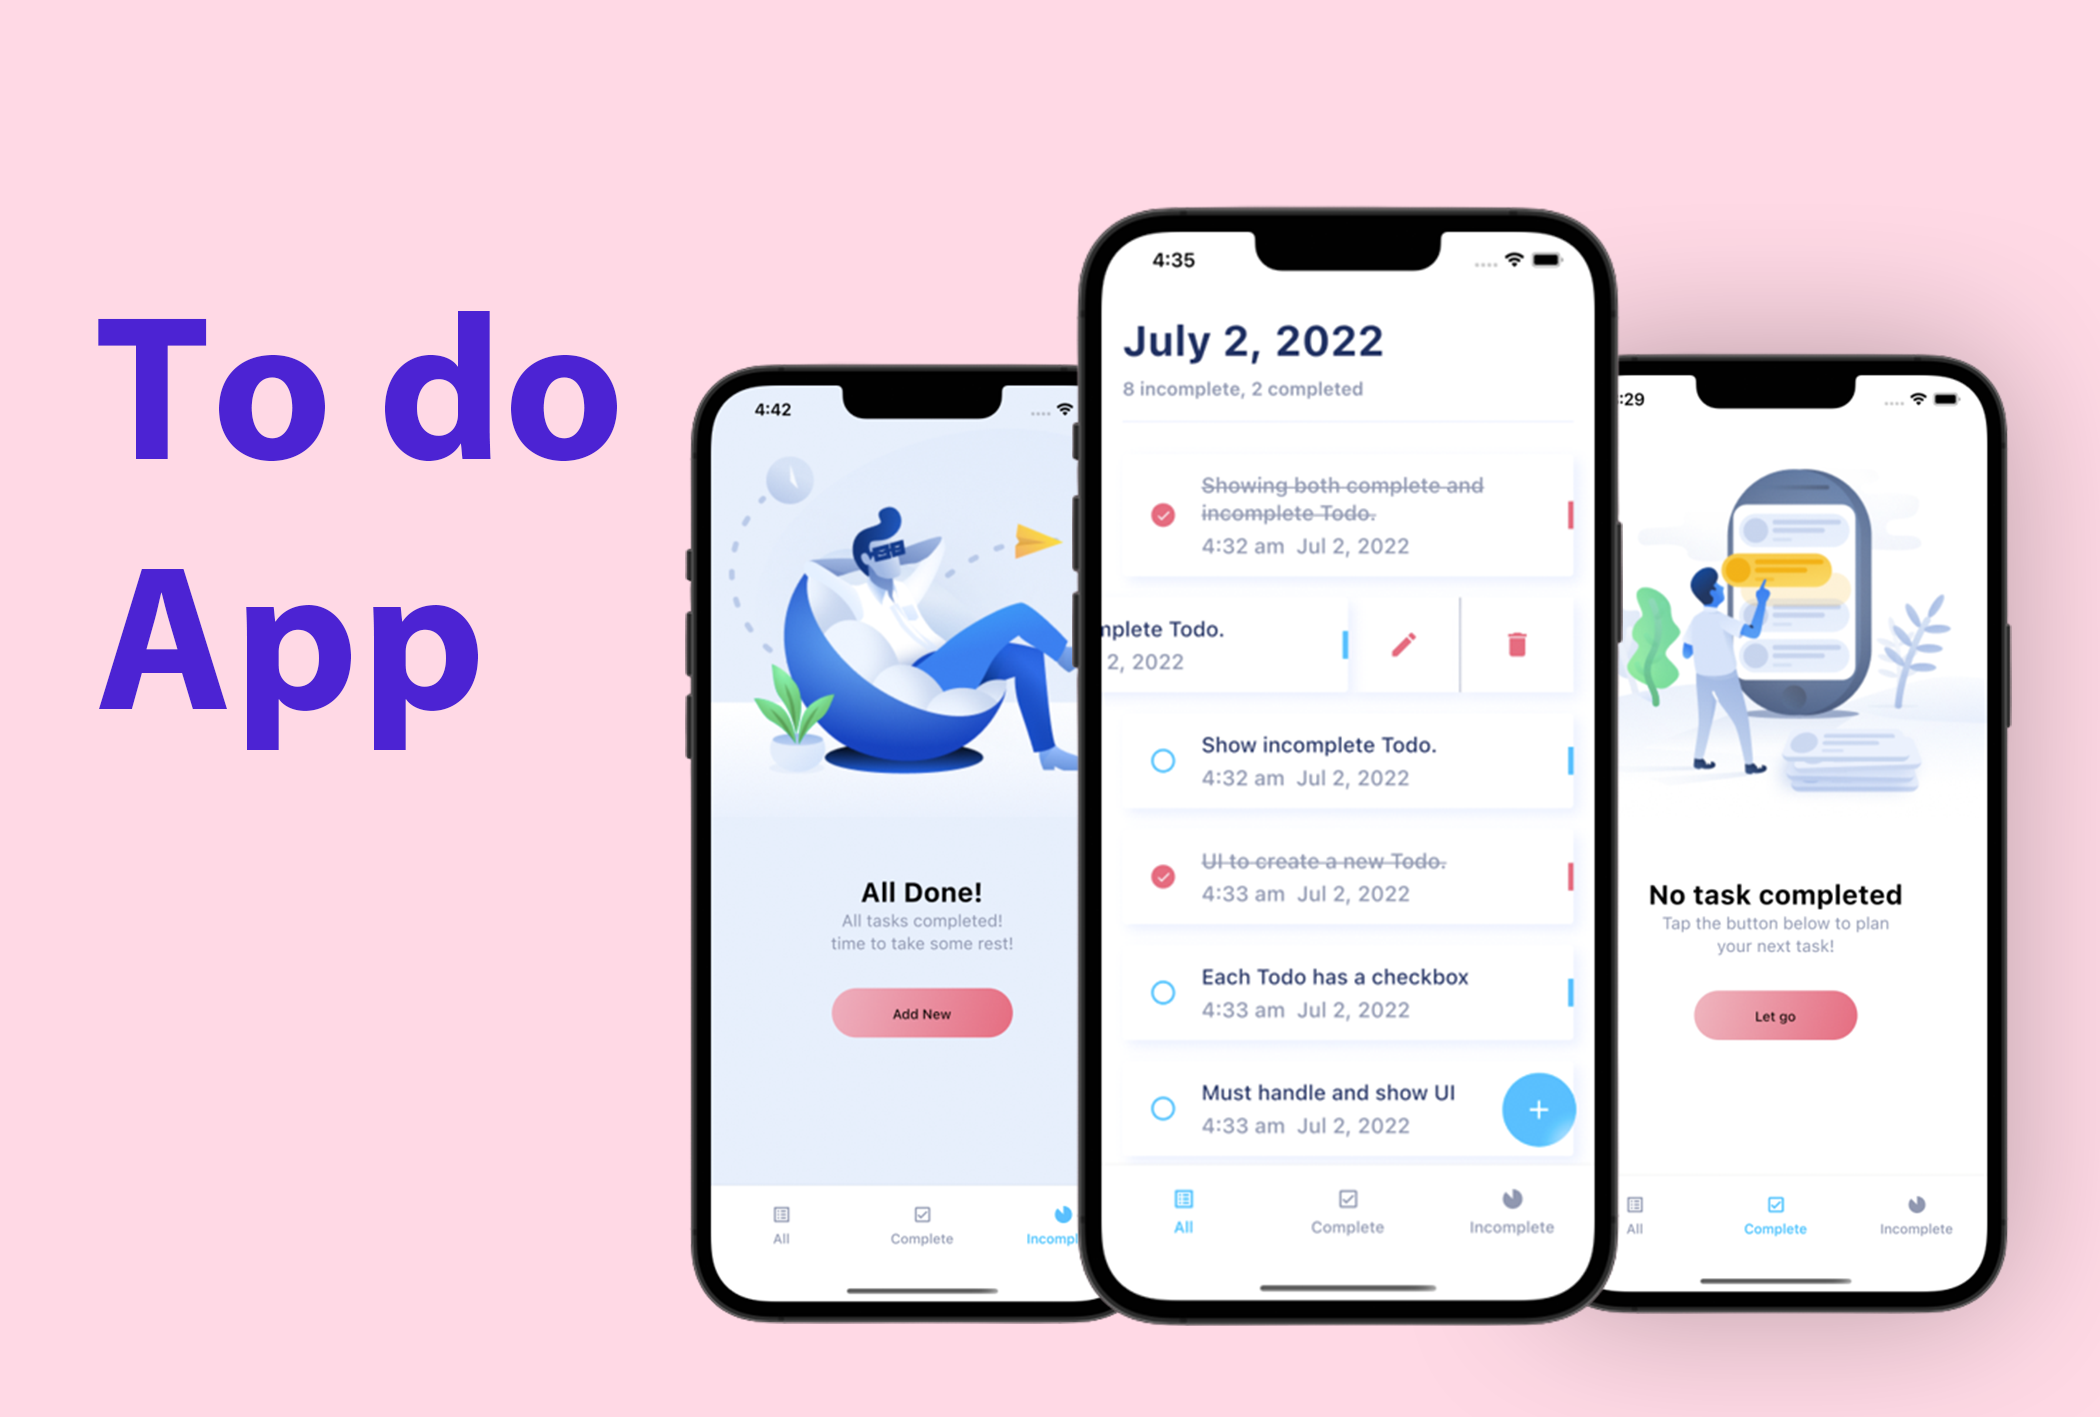 To do
App
4:42
All Done!
All tasks completed!
time to take some rest!
Add New
All
Complete
4:35
July 2, 2022
8 incomplete, 2 completed
Showing both complete and
incomplete Todo.
4:32 am Jul 2, 2022
Todo.
2, 2022
Show incomplete Todo.
4:32 am Jul 2, 2022
UI to create a new Todo.
4:33 am Jul 2, 2022
Each Todo has a checkbox
4:33 am Jul 2, 2022
Must handle and show UI
4:33 am Jul 2, 2022
All
Complete
Incomplete
:29
No task completed
Tap the button below to plan
your next task!
Let go
All
Complete
Incomplete